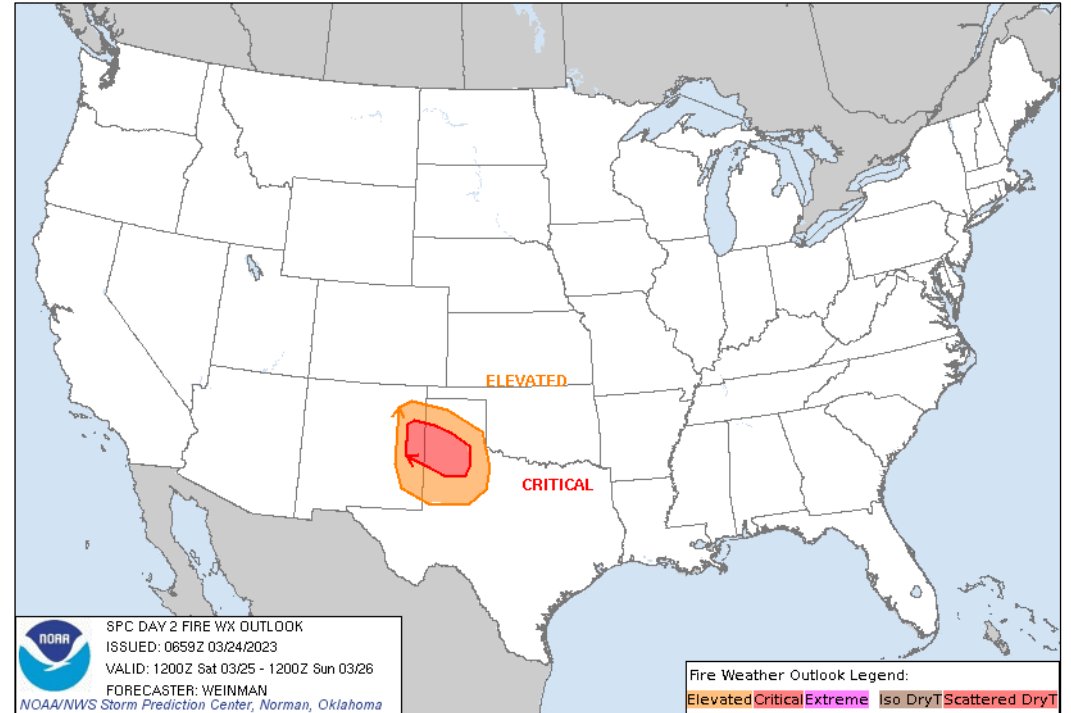 ELEVATED
CRITICAL
NOAA
SPC DAY 2 FIRE WX OUTLOOK
ISSUED: 0659Z 03/24/2023
VALID: 1200Z Sat 03/25 - 1200Z Sun 03/26
FORECASTER: WEINMAN
NOAA/NWS Storm Prediction Center, Norman, Oklahoma
Fire Weather Outlook Legend:
Elevated Critical Extreme Iso DryT Scattered DryT